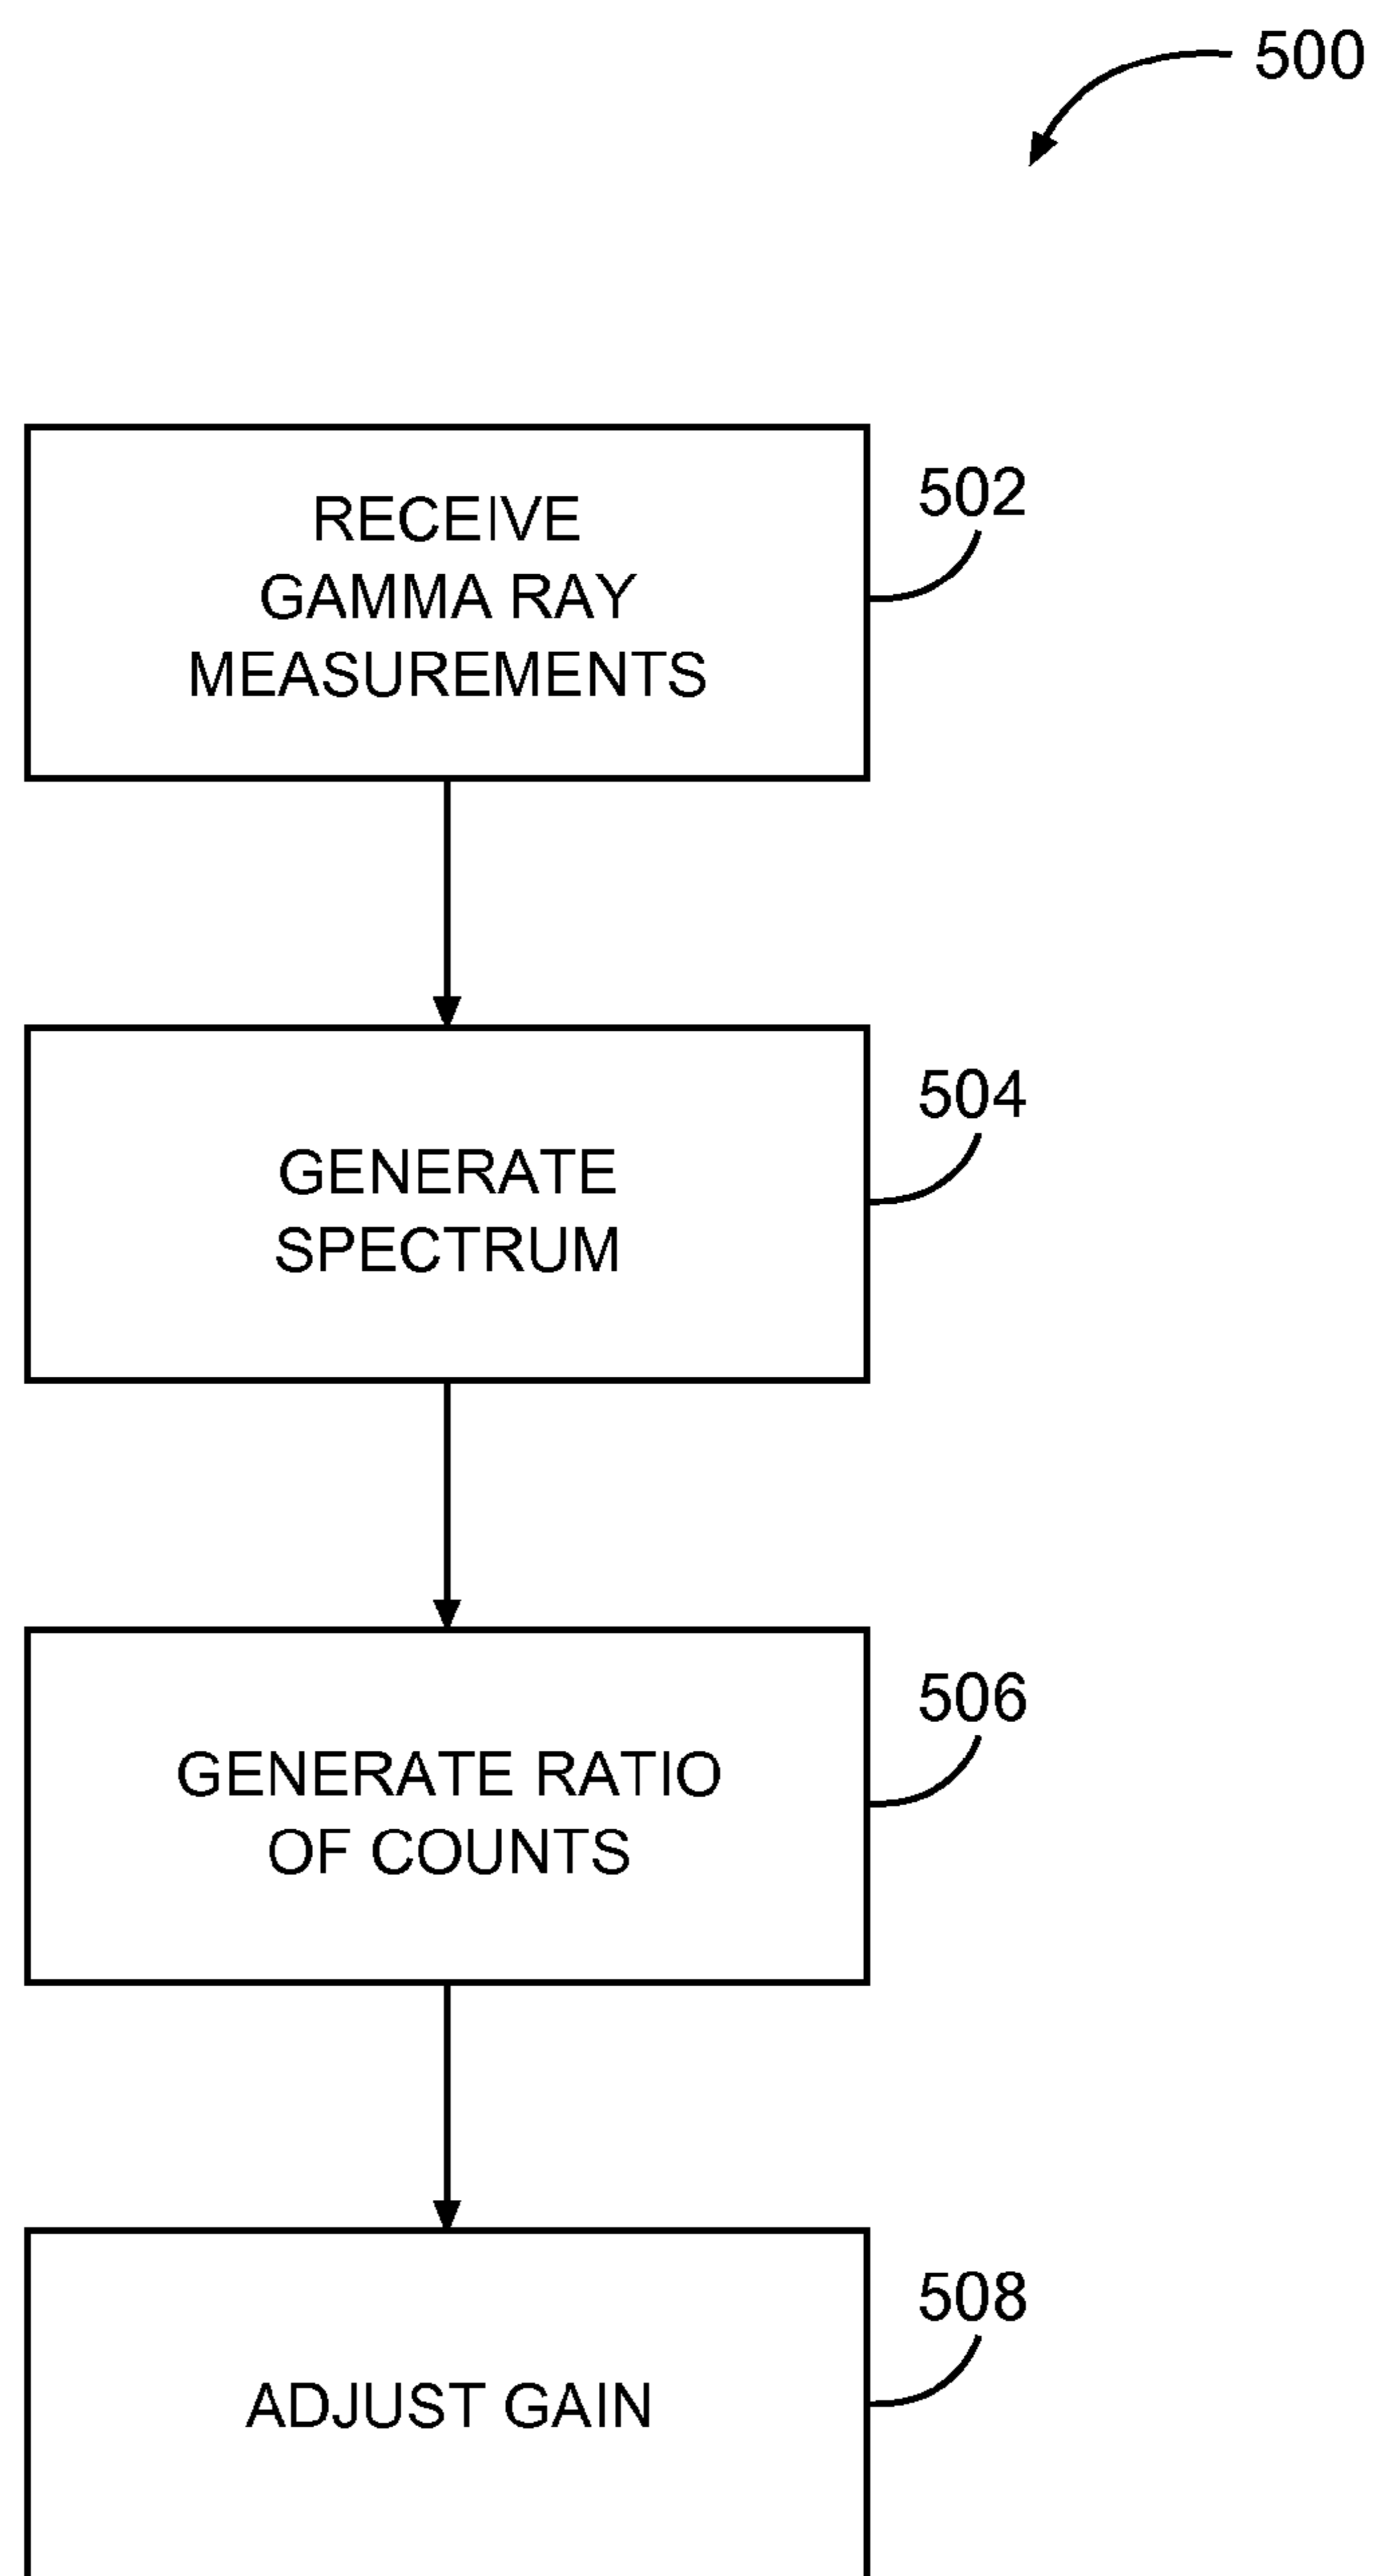 500
RECEIVE
GAMMA RAY
MEASUREMENTS
502
GENERATE
SPECTRUM
504
GENERATE RATIO
OF COUNTS
506
ADJUST GAIN
508